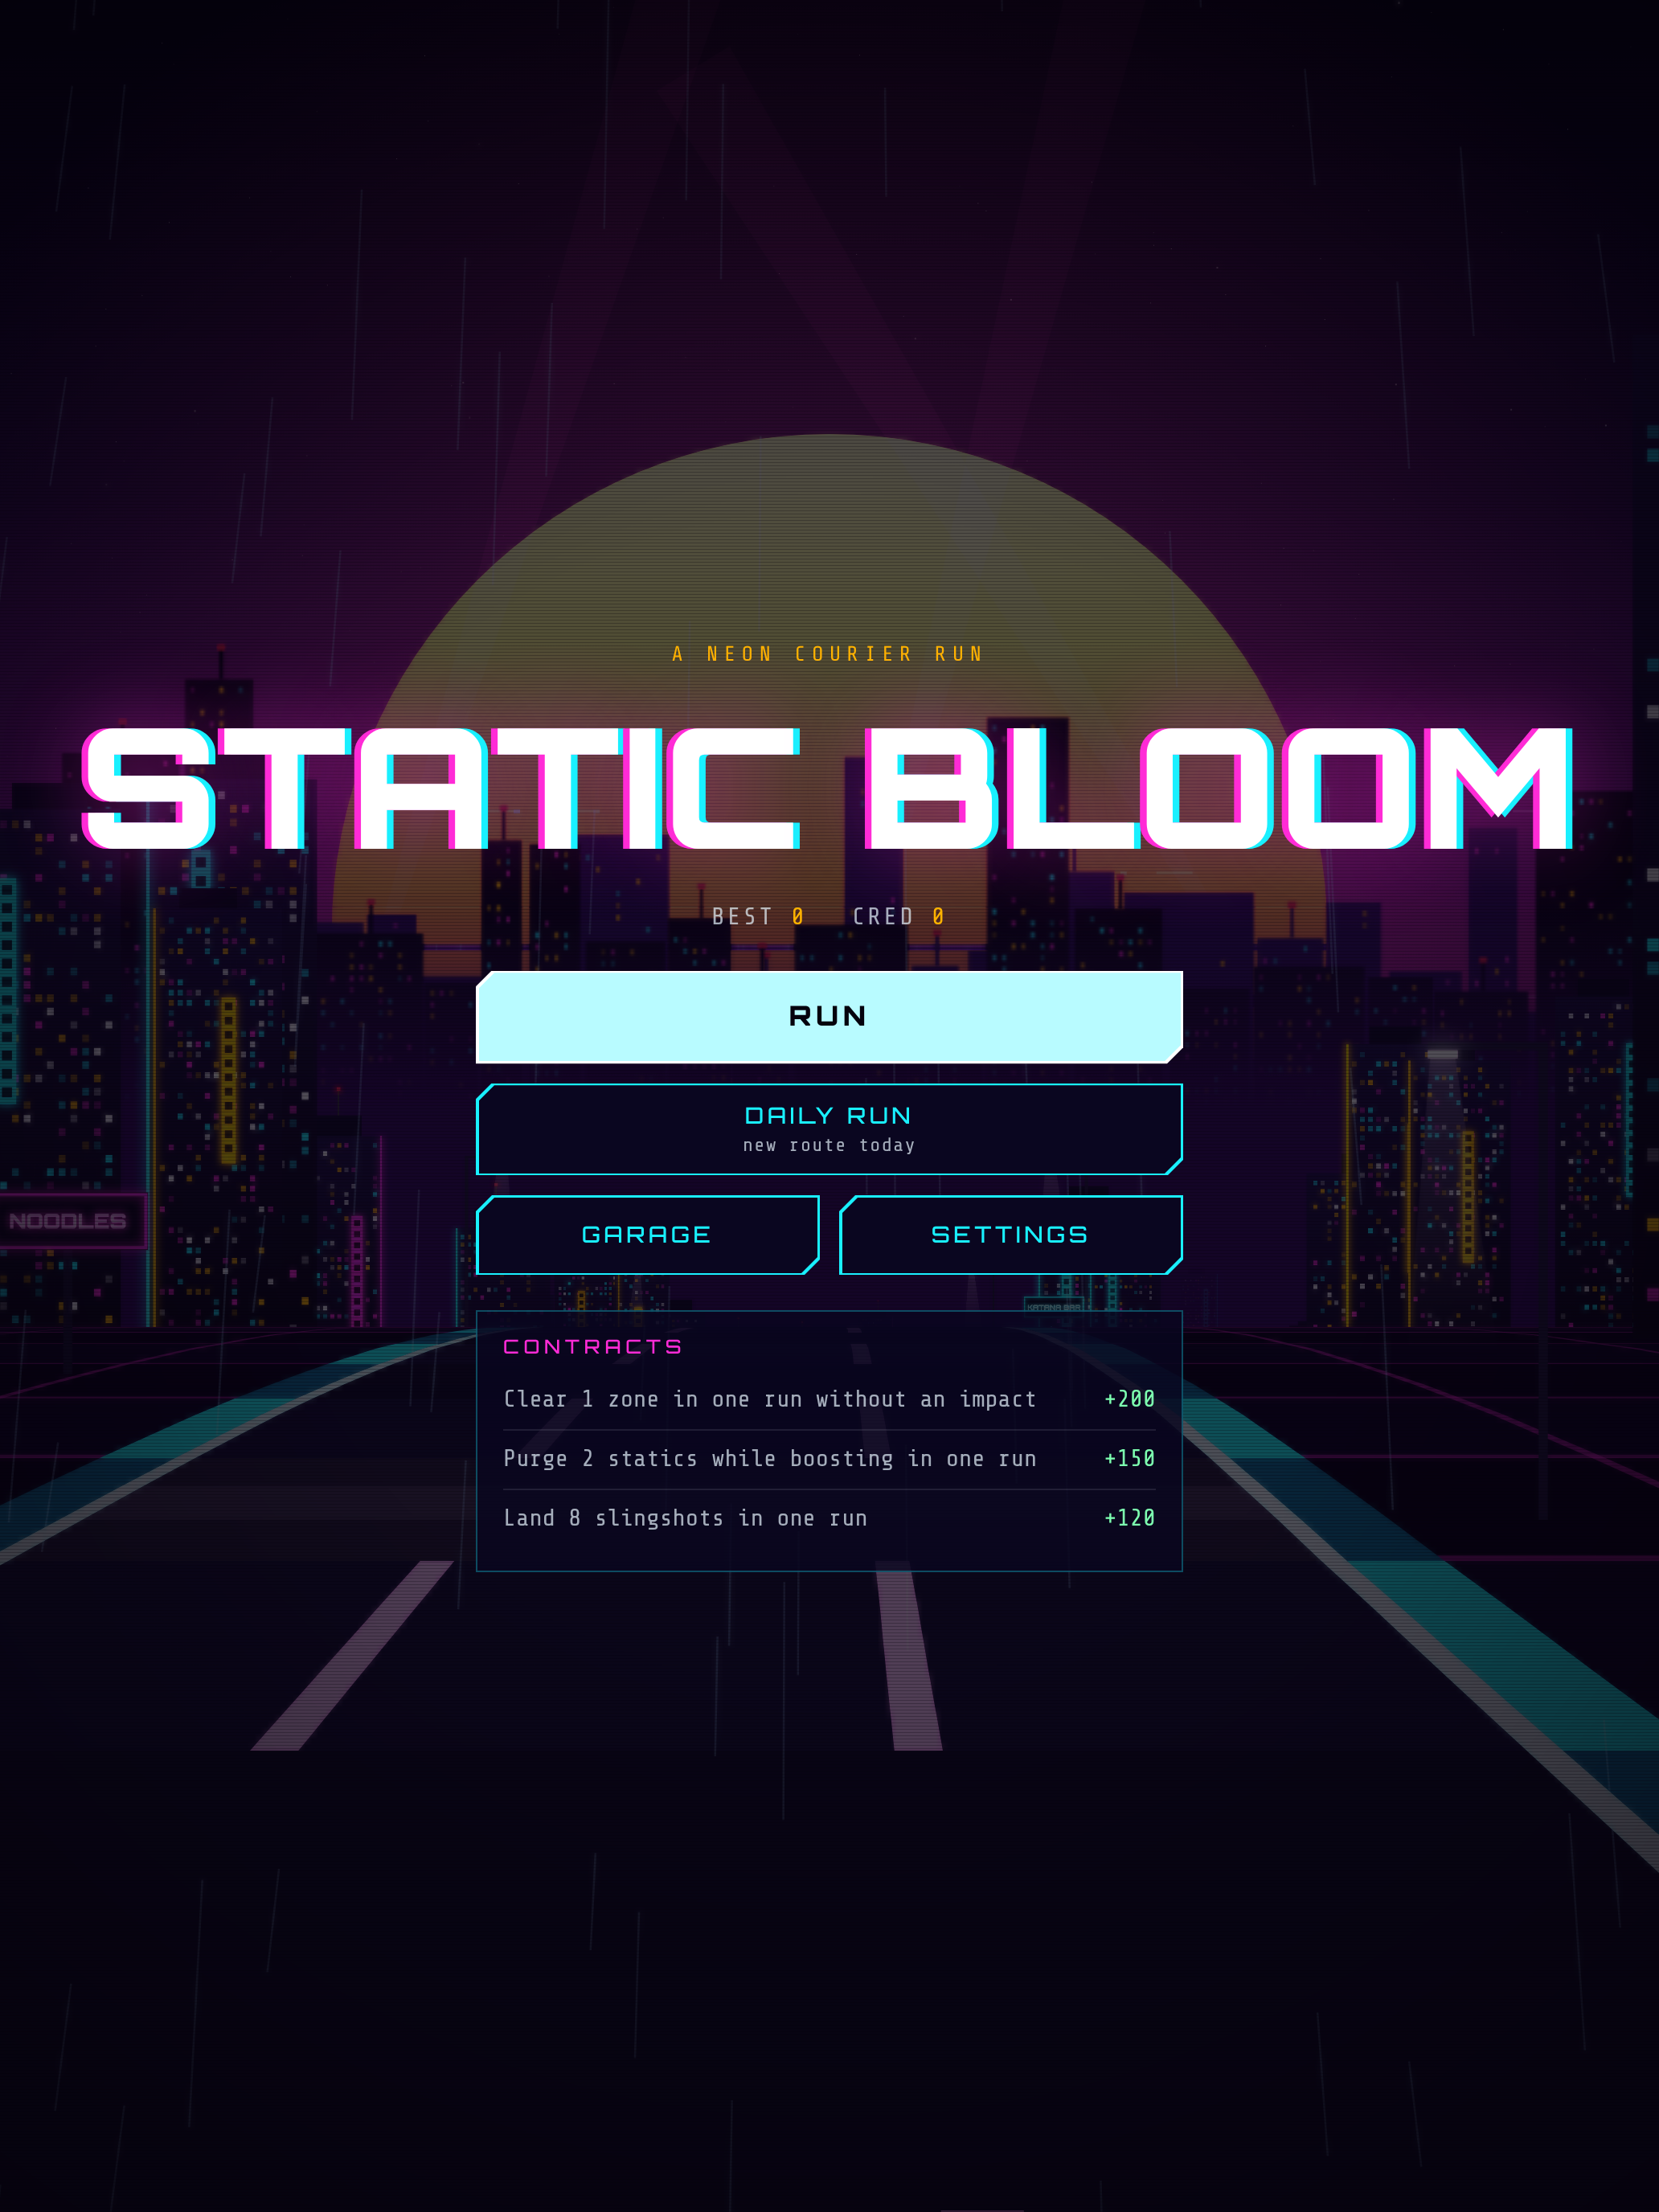 A NEON COURIER RUN
STATIC BLOOM
BEST 0 CRED 0
RUN
DAILY RUN
new route today
NOODLES
GARAGE
SETTINGS
KATANA BAR
CONTRACTS
Clear 1 zone in one run without an impact +200
Purge 2 statics while boosting in one run +150
Land 8 slingshots in one run +120